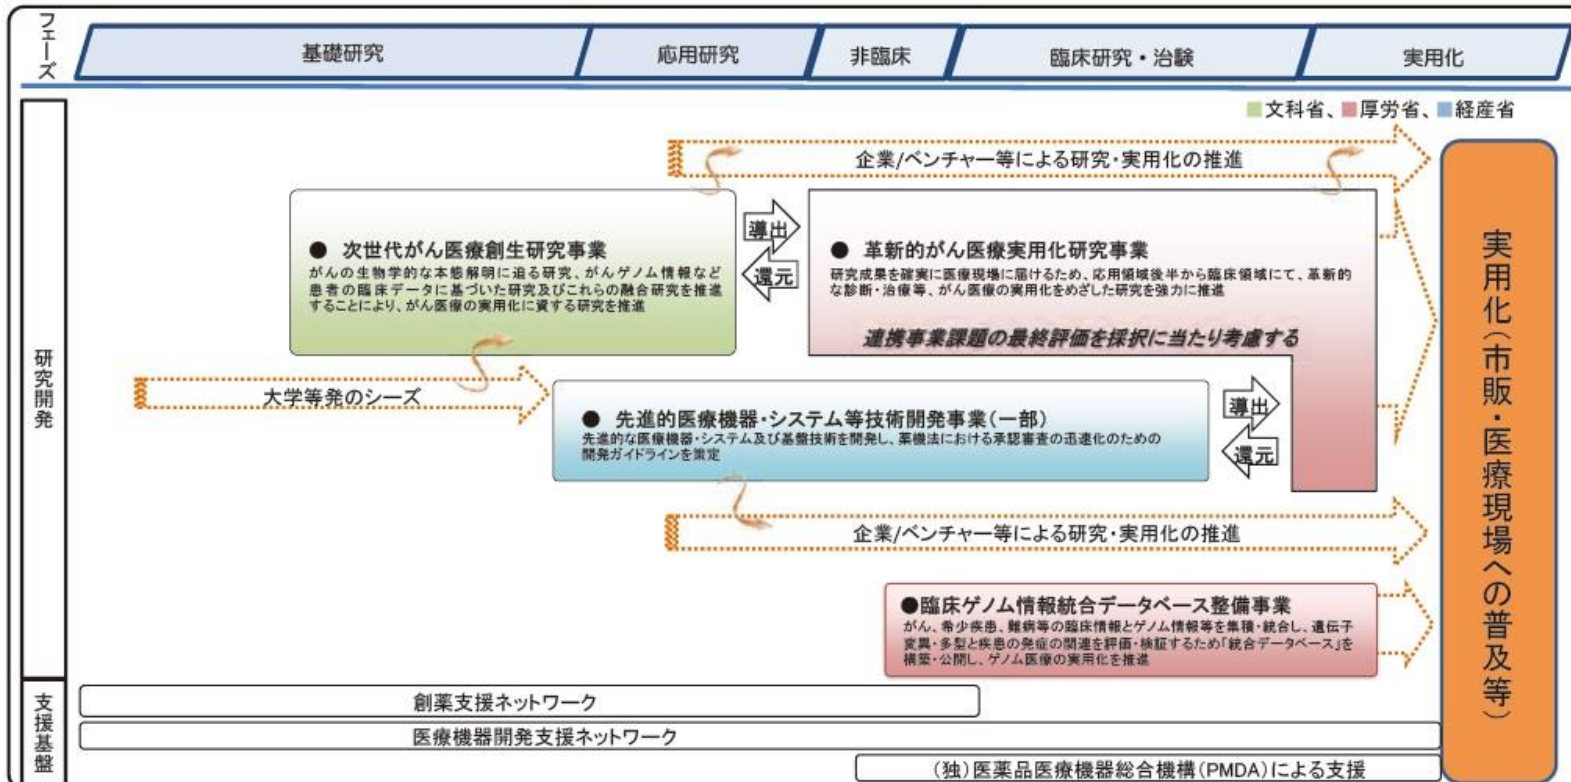 フェーズ
基礎研究
応用研究
非臨床
臨床研究・治験
実用化
■文科省、■厚労省、■経産省
研究開発
企業/ベンチャー等による研究・実用化の推進
● 次世代がん医療創生研究事業
がんの生物学的な本態解明に迫る研究、がんゲノム情報など
患者の臨床データに基づいた研究及びこれらの融合研究を推進
することにより、がん医療の実用化に資する研究を推進
導出
還元
● 革新的がん医療実用化研究事業
研究成果を確実に医療現場に届けるため、応用領域後半から臨床領域にて、革新的
な診断・治療等、がん医療の実用化をめざした研究を強力に推進
連携事業課題の最終評価を採択に当たり考慮する
大学等発のシーズ
● 先進的医療機器・システム等技術開発事業(一部)
先進的な医療機器・システム及び基盤技術を開発し、薬機法における承認審査の迅速化のための
開発ガイドラインを策定
導出
還元
企業/ベンチャー等による研究・実用化の推進
●臨床ゲノム情報統合データベース整備事業
がん、希少疾患、難病等の臨床情報とゲノム情報等を集積・統合し、遺伝子
変異・多型と疾患の発症の関連を評価・検証するため「統合データベース」を
構築・公開し、ゲノム医療の実用化を推進
実用化(市販・医療現場への普及等)
支援基盤
創薬支援ネットワーク
医療機器開発支援ネットワーク
(独)医薬品医療機器総合機構(PMDA)による支援